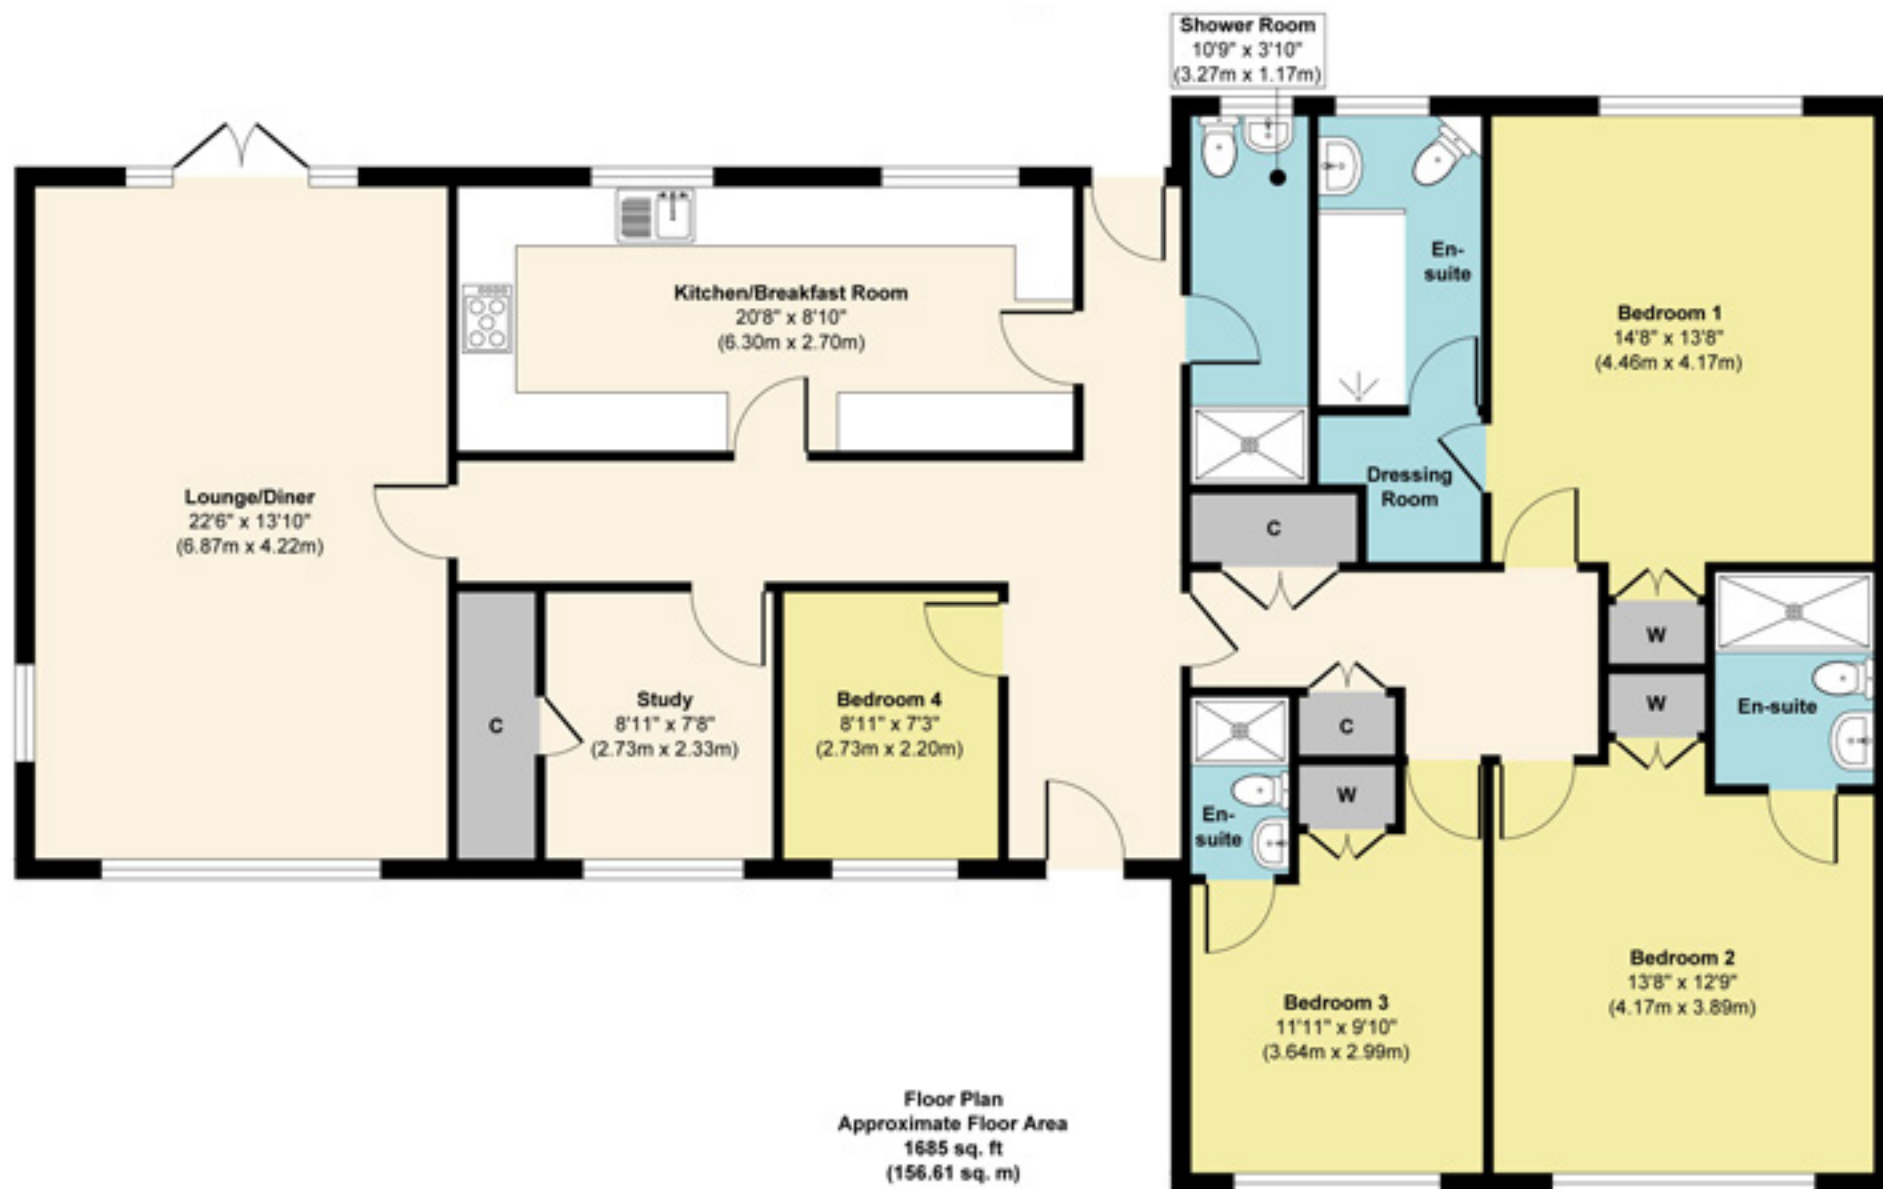 Shower Room
10'9" x 3'10"
(3.27m x 1.17m)
Kitchen/Breakfast Room
20'8" x 8'10"
(6.30m x 2.70m)
En-
suite
Bedroom 1
14'8" x 13'8"
(4.46m x 4.17m)
Lounge/Diner
22'6" x 13'10"
(6.87m x 4.22m)
Dressing
Room
C
W
C
Study
8'11" x 7'8"
(2.73m x 2.33m)
Bedroom 4
8'11" x 7'3"
(2.73m x 2.20m)
C
W
En-suite
W
En-
suite
Bedroom 3
11'11" x 9'10"
(3.64m x 2.99m)
Bedroom 2
13'8" x 12'9"
(4.17m x 3.89m)
Floor Plan
Approximate Floor Area
1685 sq. ft
(156.61 sq. m)